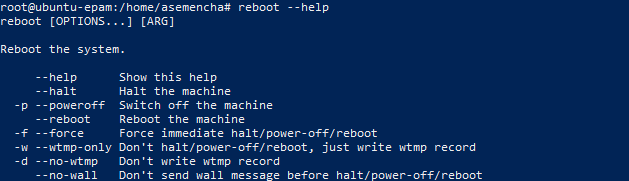 root@ubuntu-epam:/home/asemencha# reboot --help
reboot [OPTIONS...] [ARG]
Reboot the system.
--help Show this help
--halt Halt the machine
-p --poweroff Switch off the machine
--reboot Reboot the machine
-f --force Force immediate halt/power-off/reboot
-w --wtmp-only Don't halt/power-off/reboot, just write wtmp record
-d --no-wtmp Don't write wtmp record
--no-wall Don't send wall message before halt/power-off/reboot